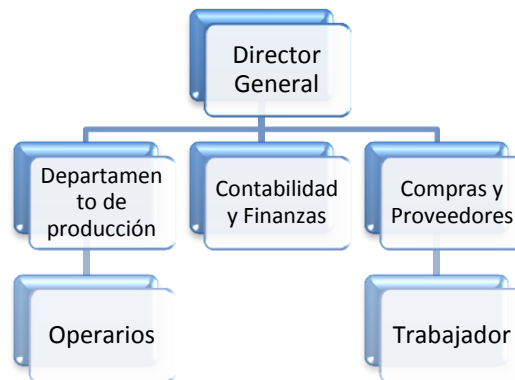 Director
General
Departamen
to de
producción
Contabilidad
y Finanzas
Compras y
Proveedores
Operarios
Trabajador